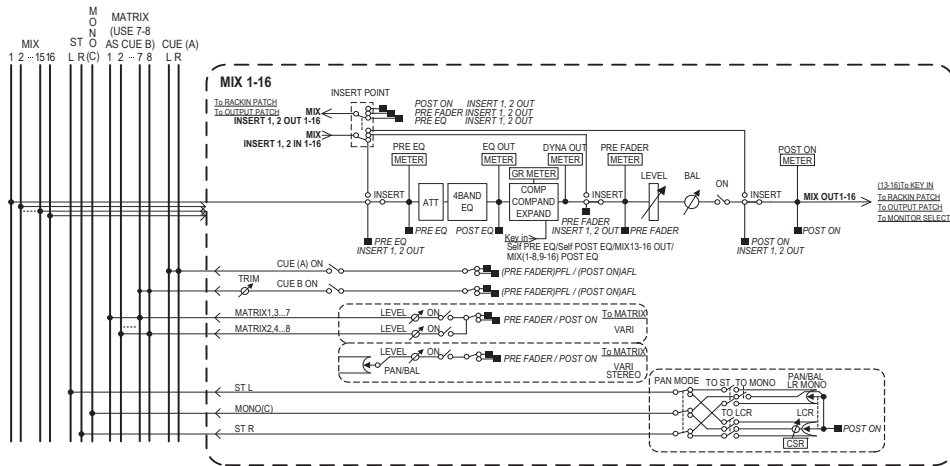 MIX
1 2 ··· 15 16
ST
L R
MONO
(C)
MATRIX
(USE 7-8
AS CUE B)
1 2 ··· 7 8
CUE (A)
L R
MIX 1-16
INSERT POINT
To RACKIN PATCH
To OUTPUT PATCH
MIX
INSERT 1, 2 OUT 1-16
MIX
INSERT 1, 2 IN 1-16
POST ON INSERT 1, 2 OUT
PRE FADER INSERT 1, 2 OUT
PRE EQ INSERT 1, 2 OUT
PRE EQ
METER
EQ OUT
METER
DYNA OUT
METER
PRE FADER
METER
POST ON
METER
GR METER
LEVEL
BAL
ON
INSERT
ATT
4BAND
EQ
COMP
COMPAND
EXPAND
INSERT
INSERT
MIX OUT1-16
(13-16)To KEY IN
To RACKIN PATCH
To OUTPUT PATCH
To MONITOR SELECT
PRE EQ
INSERT 1, 2 OUT
PRE EQ
POST EQ
PRE FADER
INSERT 1, 2 OUT
PRE FADER
POST ON
INSERT 1, 2 OUT
POST ON
Key in
Self PRE EQ/Self POST EQ/MIX13-16 OUT/
MIX(1-8,9-16) POST EQ
CUE (A) ON
(PRE FADER)PFL / (POST ON)AFL
TRIM
CUE B ON
(PRE FADER)PFL / (POST ON)AFL
MATRIX1,3...7
LEVEL
ON
PRE FADER / POST ON
To MATRIX
MATRIX2,4...8
LEVEL
ON
VARI
LEVEL
ON
PAN/BAL
PRE FADER / POST ON
To MATRIX
VARI
STEREO
ST L
MONO(C)
ST R
PAN MODE
TO ST
TO MONO
PAN/BAL
LR MONO
TO LCR
LCR
CSR
POST ON